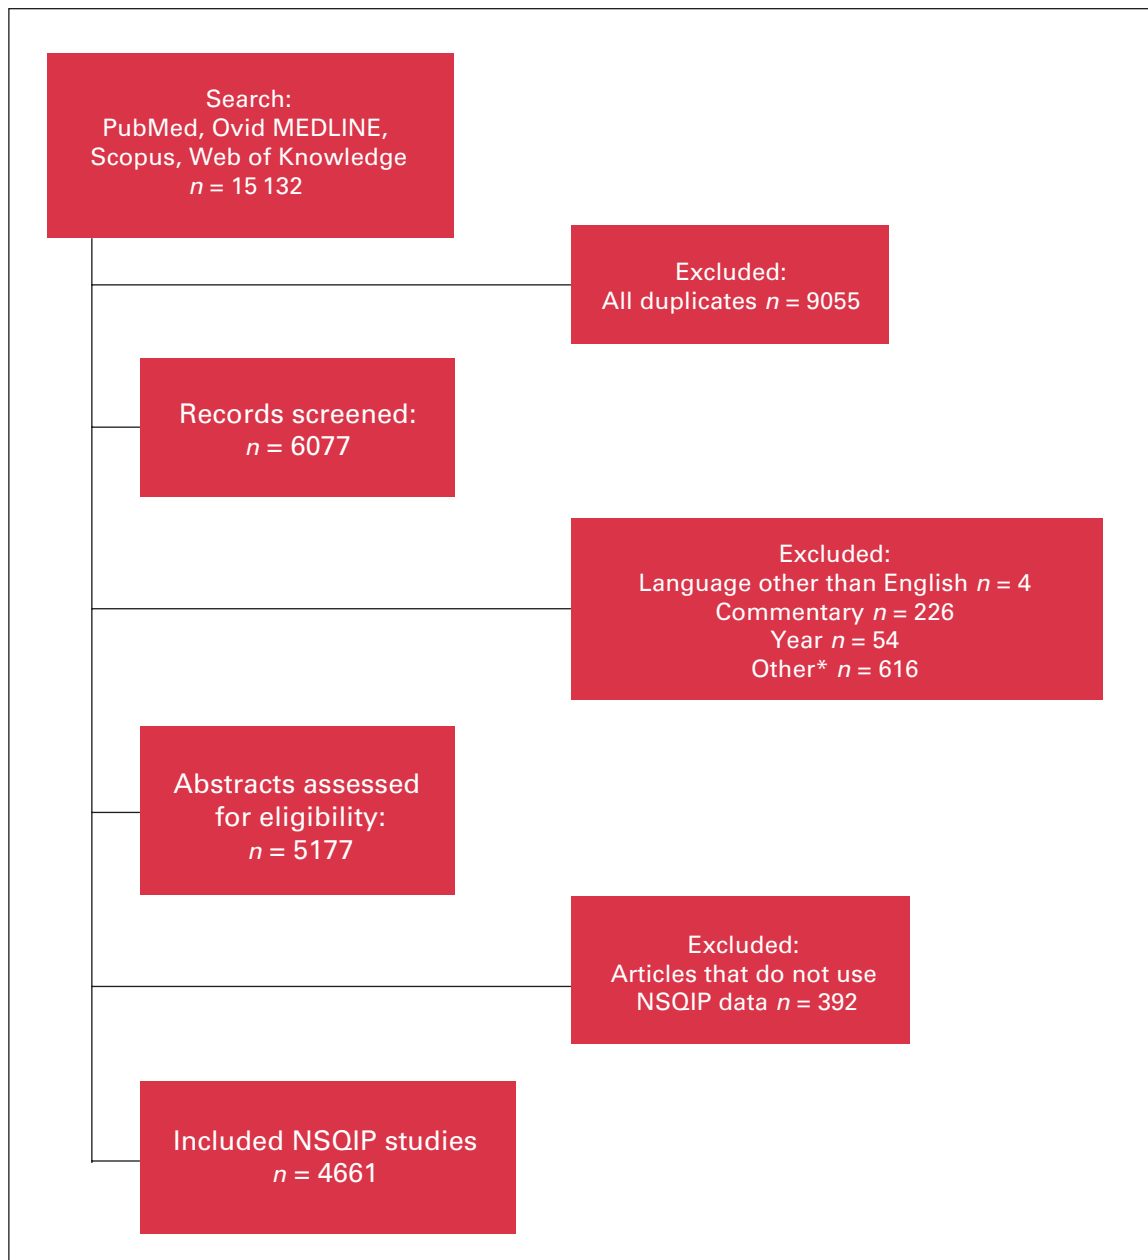 Search:
PubMed, Ovid MEDLINE,
Scopus, Web of Knowledge
n = 15 132
Excluded:
All duplicates n = 9055
Records screened:
n = 6077
Excluded:
Language other than English n = 4
Commentary n = 226
Year n = 54
Other* n = 616
Abstracts assessed
for eligibility:
n = 5177
Excluded:
Articles that do not use
NSQIP data n = 392
Included NSQIP studies
n = 4661